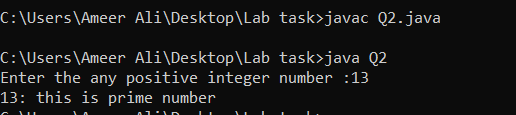 C:\Users\Ameer Ali\Desktop\Lab task>javac Q2.java
C:\Users\Ameer Ali\Desktop\Lab task>java Q2
Enter the any positive integer number :13
13: this is prime number